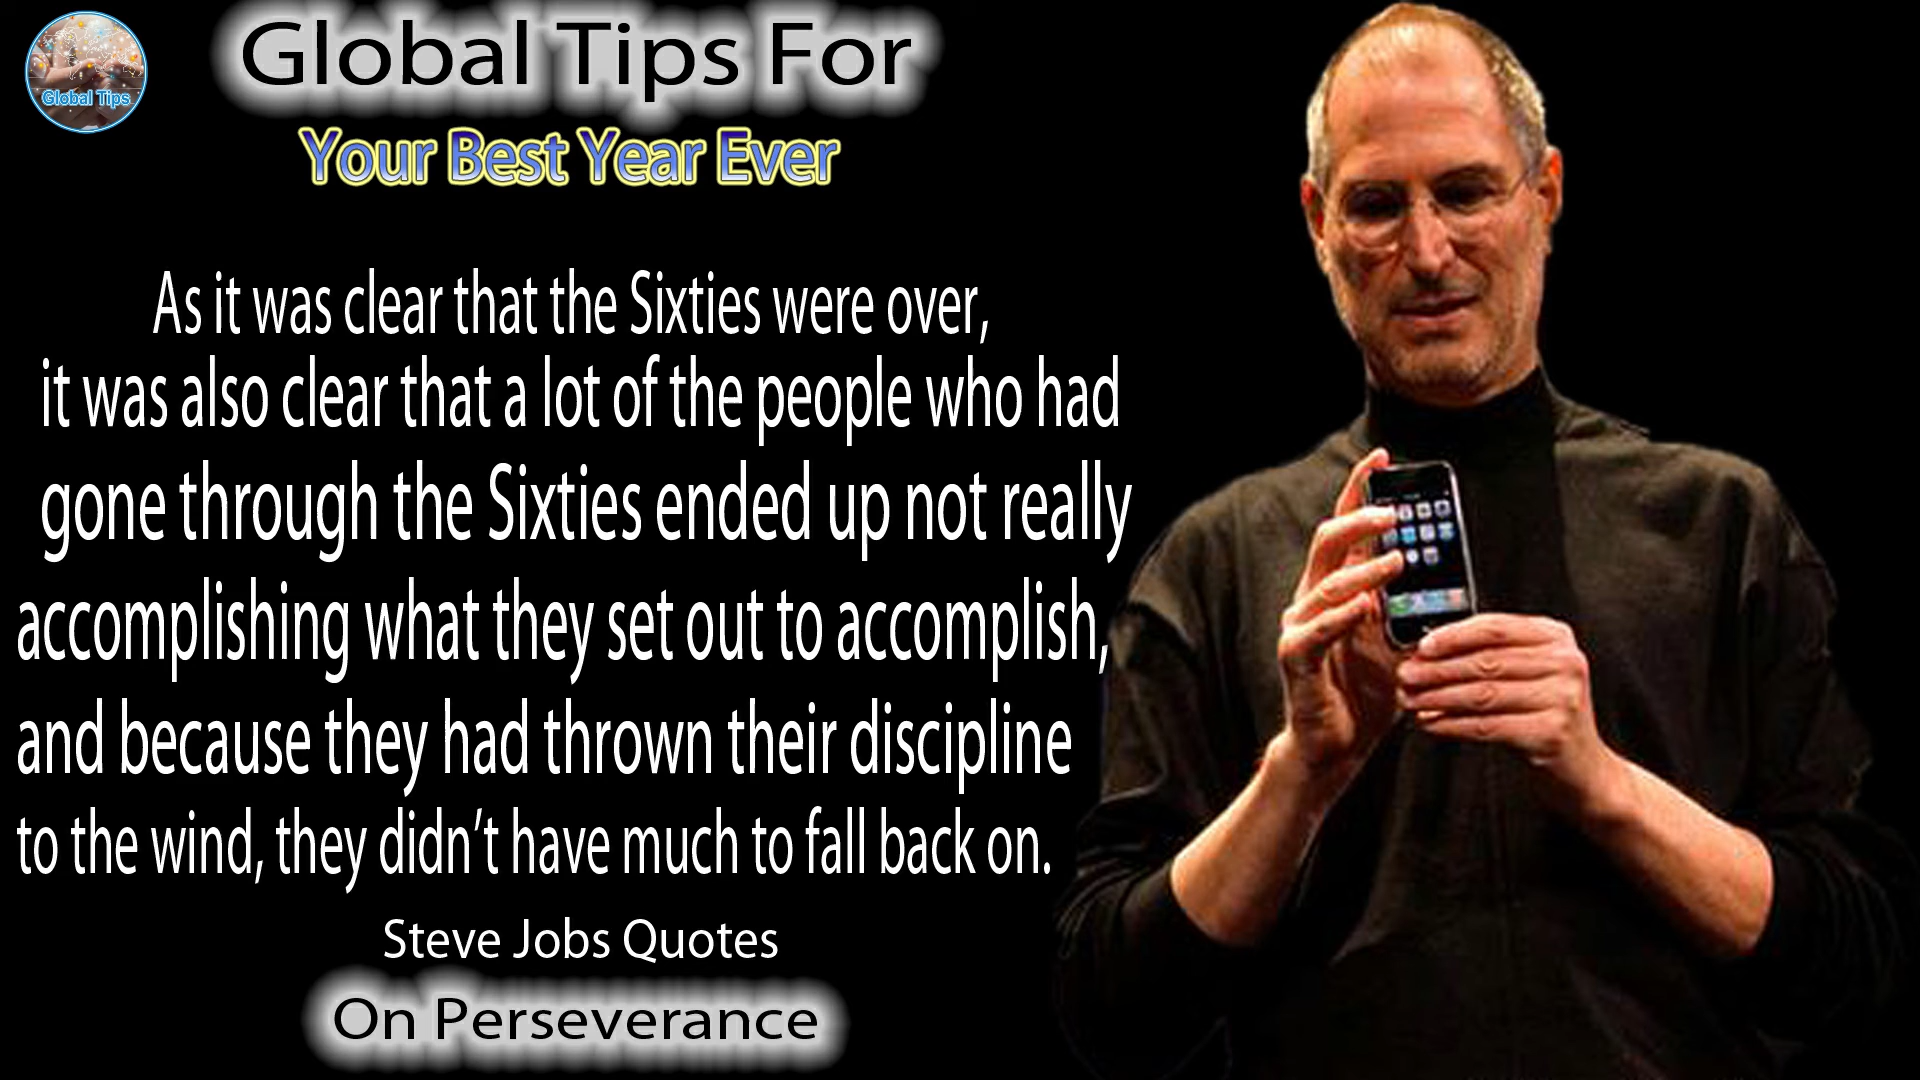 Global Tips
Global Tips For
Your Best Year Ever
As it was clear that the Sixties were over,
it was also clear that a lot of the people who had
gone through the Sixties ended up not really
accomplishing what they set out to accomplish,
and because they had thrown their discipline
to the wind, they didn’t have much to fall back on.
Steve Jobs Quotes
On Perseverance